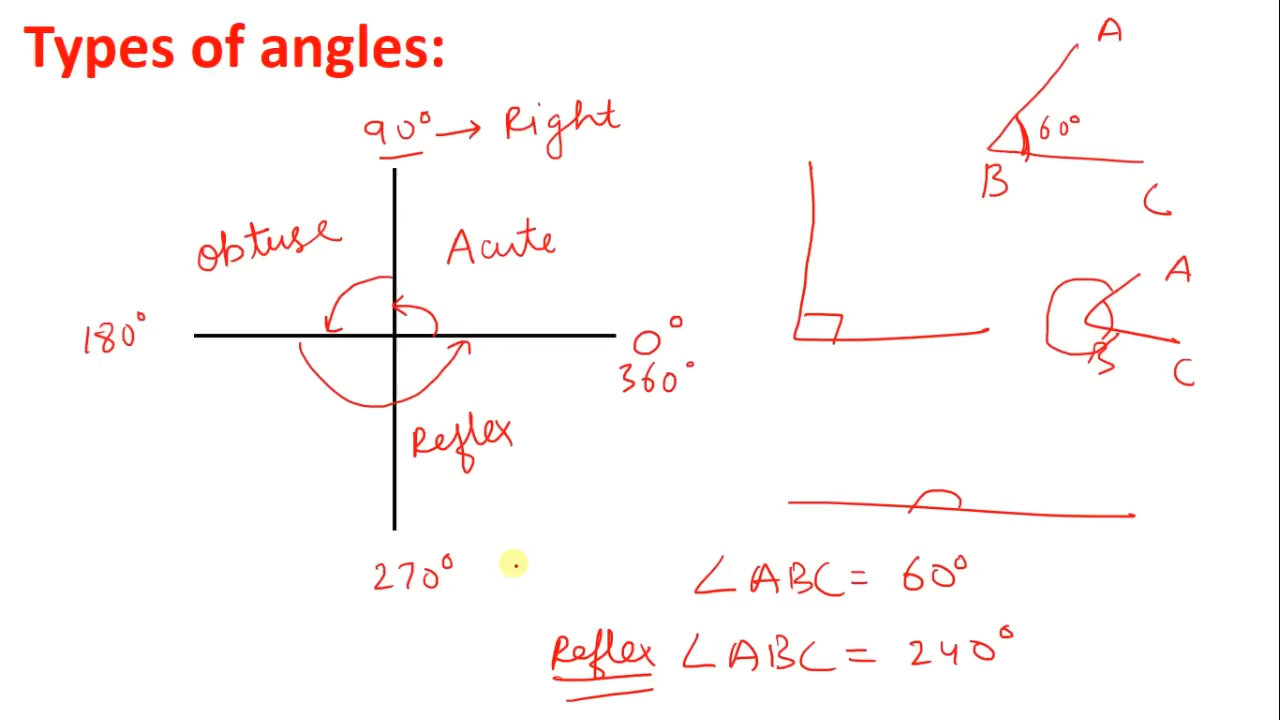 Types of angles:
90° → Right
Obtuse
Acute
180°
0°
360°
Reflex
270°
A
60°
B
C
A
B
C
∠ABC = 60°
Reflex ∠ABC = 240°